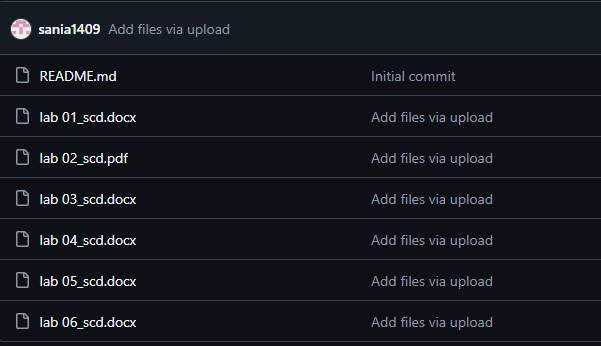 sania1409 Add files via upload
README.md Initial commit
lab 01_scd.docx Add files via upload
lab 02_scd.pdf Add files via upload
lab 03_scd.docx Add files via upload
lab 04_scd.docx Add files via upload
lab 05_scd.docx Add files via upload
lab 06_scd.docx Add files via upload